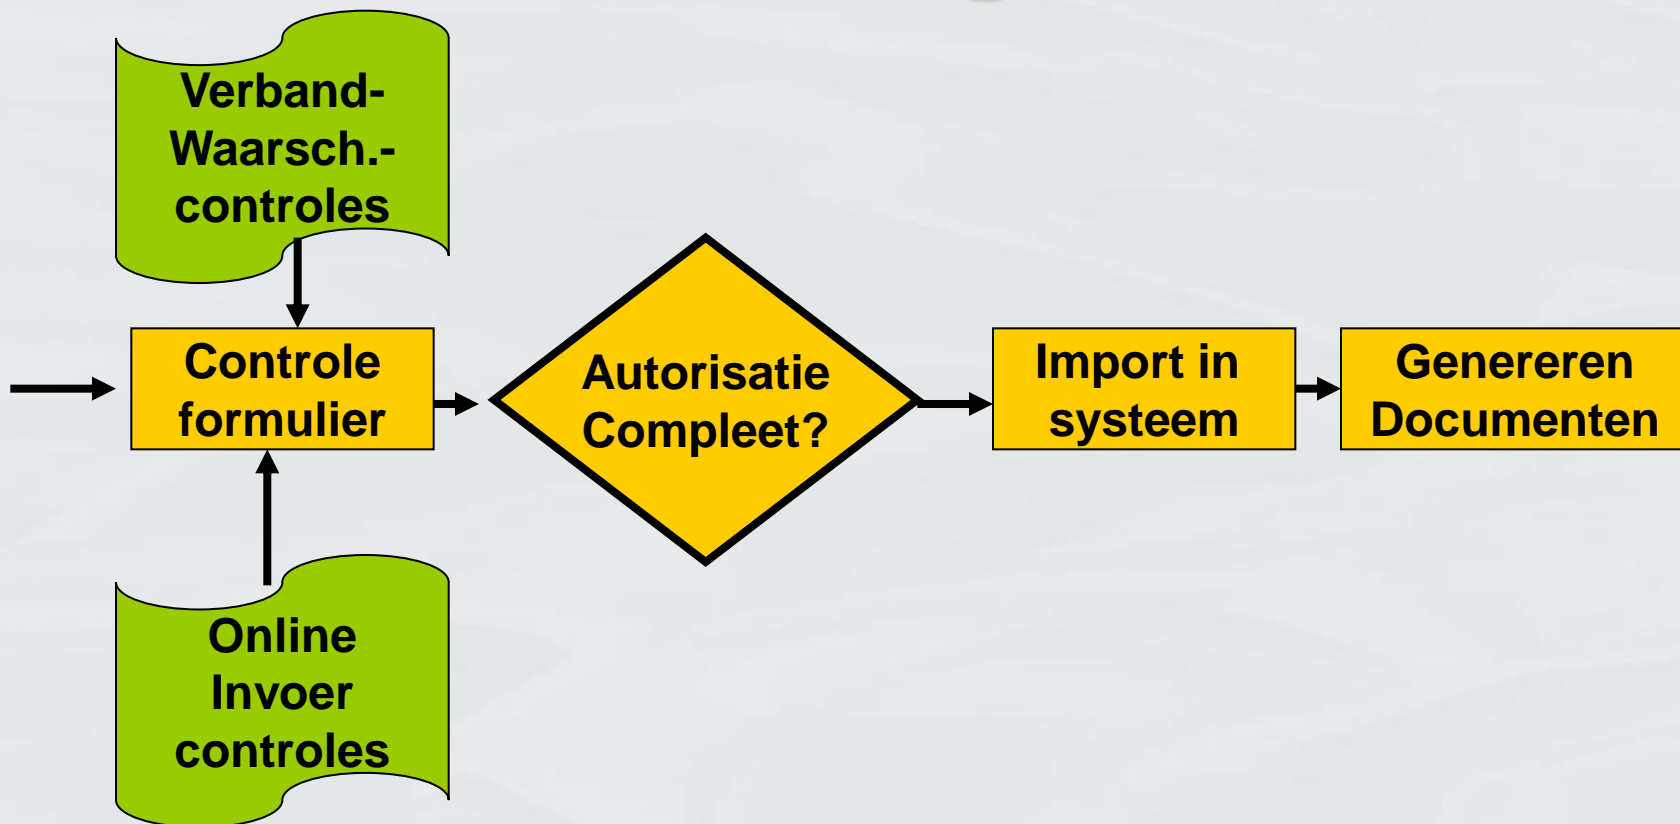 Verband-
Waarsch.-
controles
Controle
formulier
Autorisatie
Compleet?
Import in
systeem
Genereren
Documenten
Online
Invoer
controles